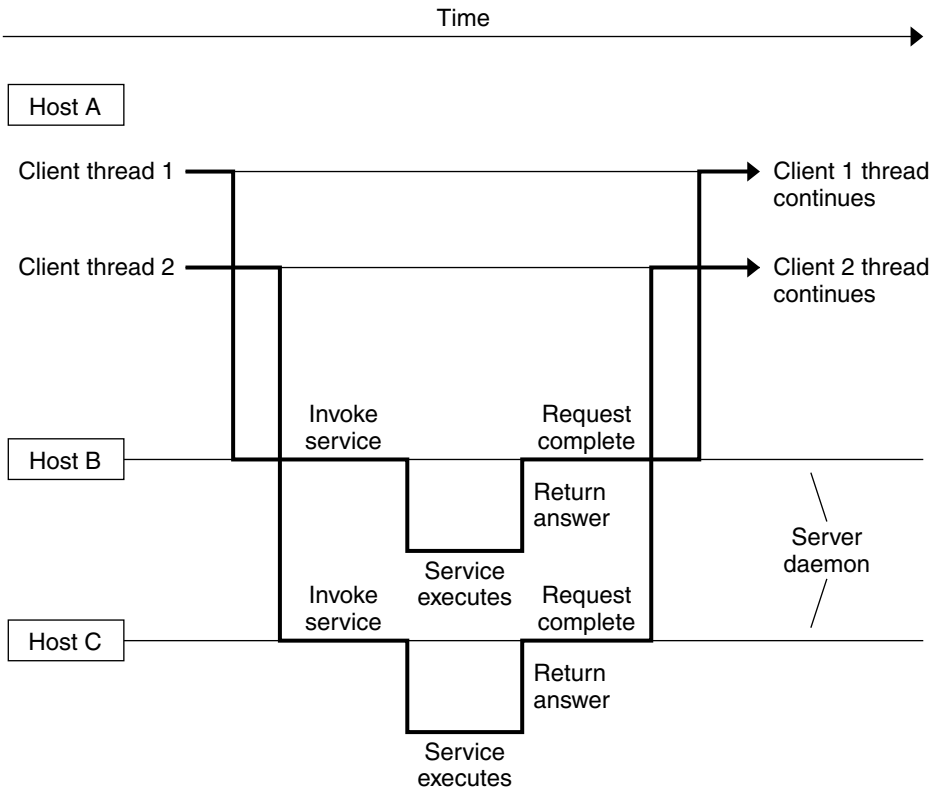 Time
Host A
Client thread 1
Client 1 thread
continues
Client thread 2
Client 2 thread
continues
Invoke
service
Request
complete
Host B
Return
answer
Service
executes
Server
daemon
Invoke
service
Request
complete
Host C
Return
answer
Service
executes